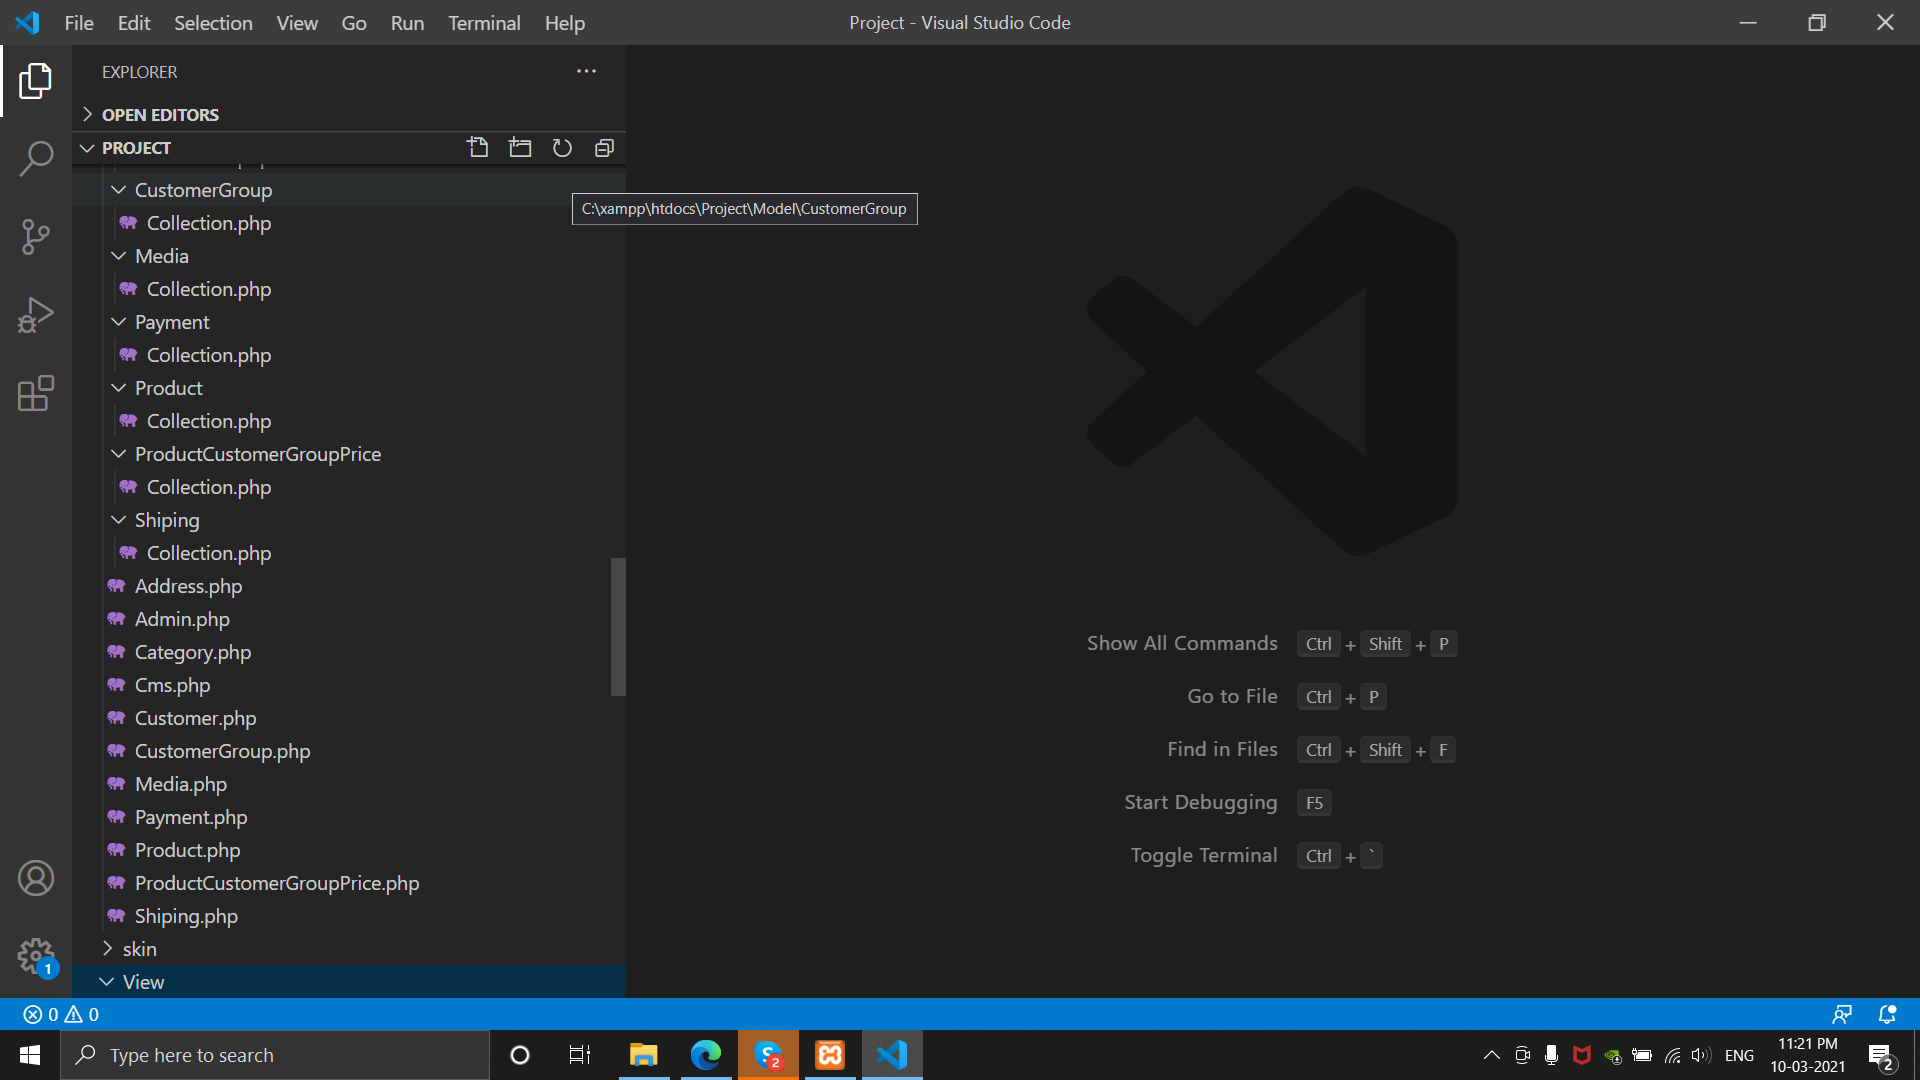 File Edit Selection View Go Run Terminal Help
Project - Visual Studio Code
EXPLORER
OPEN EDITORS
PROJECT
CustomerGroup
C:\xampp\htdocs\Project\Model\CustomerGroup
Collection.php
Media
Collection.php
Payment
Collection.php
Product
Collection.php
ProductCustomerGroupPrice
Collection.php
Shiping
Collection.php
Address.php
Admin.php
Category.php
Cms.php
Customer.php
CustomerGroup.php
Media.php
Payment.php
Product.php
ProductCustomerGroupPrice.php
Shiping.php
skin
View
Show All Commands Ctrl + Shift + P
Go to File Ctrl + P
Find in Files Ctrl + Shift + F
Start Debugging F5
Toggle Terminal Ctrl + `
1
0 0
Type here to search
S 2
ENG
11:21 PM
10-03-2021
2